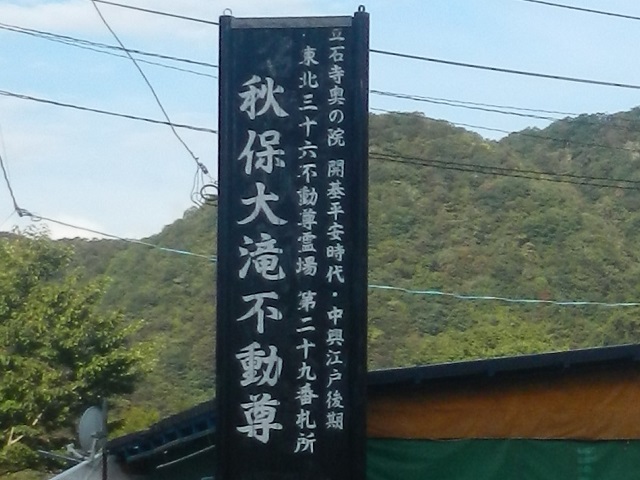 立石寺奥の院 開基平安時代・中興江戸後期
・東北三十六不動尊霊場 第二十九番札所
秋保大滝不動尊